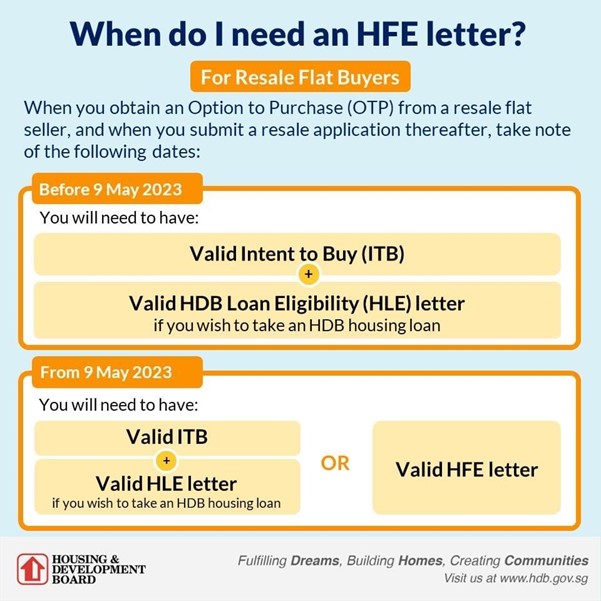 When do I need an HFE letter?
For Resale Flat Buyers
When you obtain an Option to Purchase (OTP) from a resale flat
seller, and when you submit a resale application thereafter, take note
of the following dates:
Before 9 May 2023
You will need to have:
Valid Intent to Buy (ITB)
+
Valid HDB Loan Eligibility (HLE) letter
if you wish to take an HDB housing loan
From 9 May 2023
You will need to have:
Valid ITB
+
Valid HLE letter
if you wish to take an HDB housing loan
OR
Valid HFE letter
HOUSING &
DEVELOPMENT
BOARD
Fulfilling Dreams, Building Homes, Creating Communities
Visit us at www.hdb.gov.sg